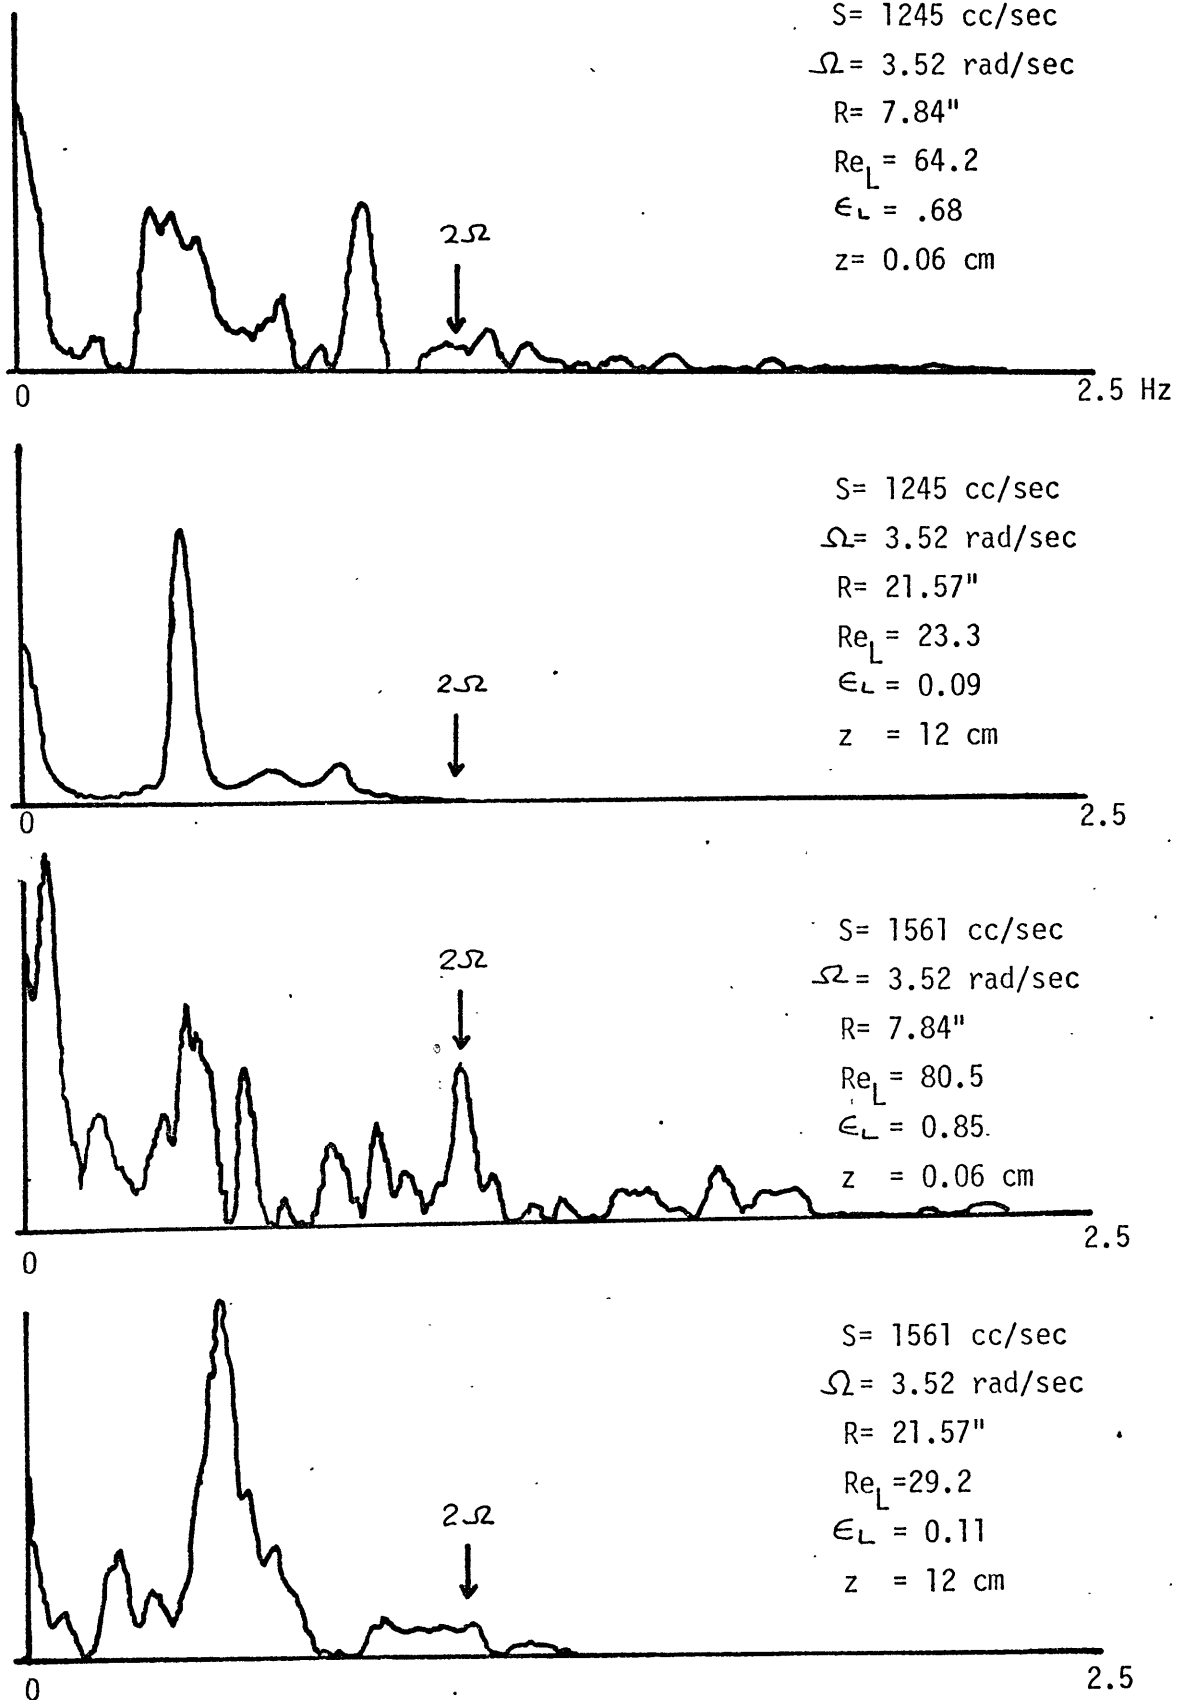 S= 1245 cc/sec
Ω= 3.52 rad/sec
R= 7.84"
Re_L= 64.2
ϵ_L = .68
z= 0.06 cm
2Ω
0
2.5 Hz
S= 1245 cc/sec
Ω= 3.52 rad/sec
R= 21.57"
Re_L= 23.3
ϵ_L = 0.09
z = 12 cm
2Ω
0
2.5
S= 1561 cc/sec
Ω= 3.52 rad/sec
R= 7.84"
Re_L= 80.5
ϵ_L = 0.85
z = 0.06 cm
2Ω
0
2.5
S= 1561 cc/sec
Ω= 3.52 rad/sec
R= 21.57"
Re_L=29.2
ϵ_L = 0.11
z = 12 cm
2Ω
0
2.5